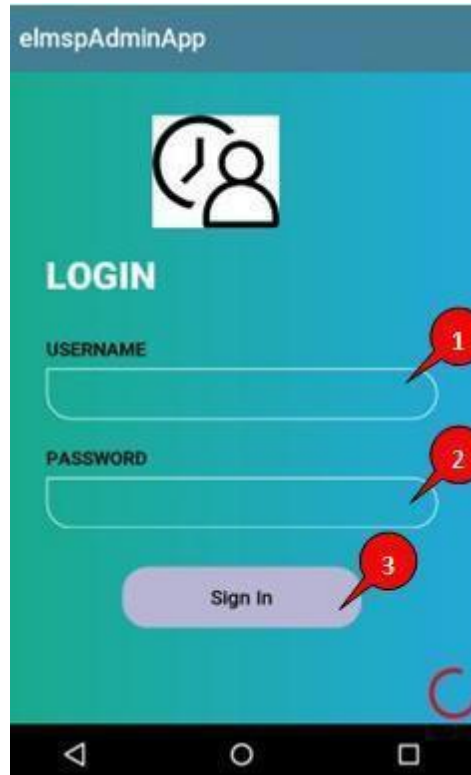 elmspAdminApp
LOGIN
USERNAME
1
PASSWORD
2
3
Sign In